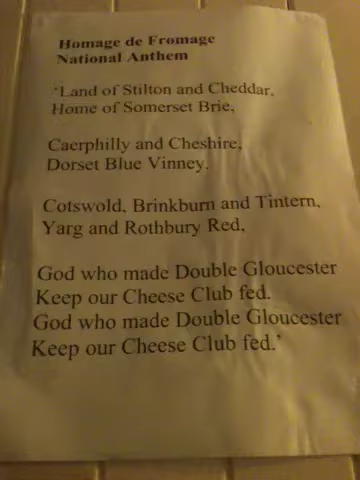 Homage de Fromage
National Anthem
'Land of Stilton and Cheddar,
Home of Somerset Brie,
Caerphilly and Cheshire,
Dorset Blue Vinney.
Cotswold, Brinkburn and Tintern,
Yarg and Rothbury Red,
God who made Double Gloucester
Keep our Cheese Club fed.
God who made Double Gloucester
Keep our Cheese Club fed.'